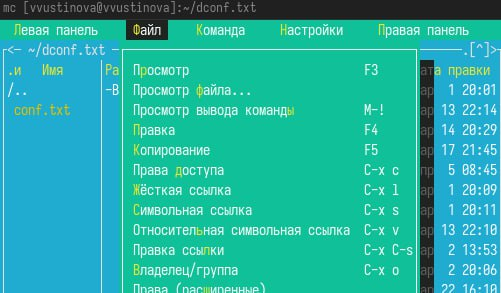 mc [vvustinova@vvustinova]:~/dconf.txt
Левая панель Файл Команда Настройки Правая панель
<— ~/dconf.txt .[^]>
.и Имя Ра ата правки
Просмотр F3
/.. -В Просмотр файла... ар 1 20:01
conf.txt Просмотр вывода команды M-! ар 13 22:14
Правка F4 ар 14 20:29
Копирование F5 ар 17 21:45
Права доступа C-x c ар 5 08:45
Жёсткая ссылка C-x l ар 1 20:09
Символьная ссылка C-x s ар 1 20:11
Относительная символьная ссылка C-x v ар 13 22:10
Правка ссылки C-x C-s ар 2 13:53
Владелец/группа C-x o ар 2 20:06
Права (расширенные) ар 22 16:10